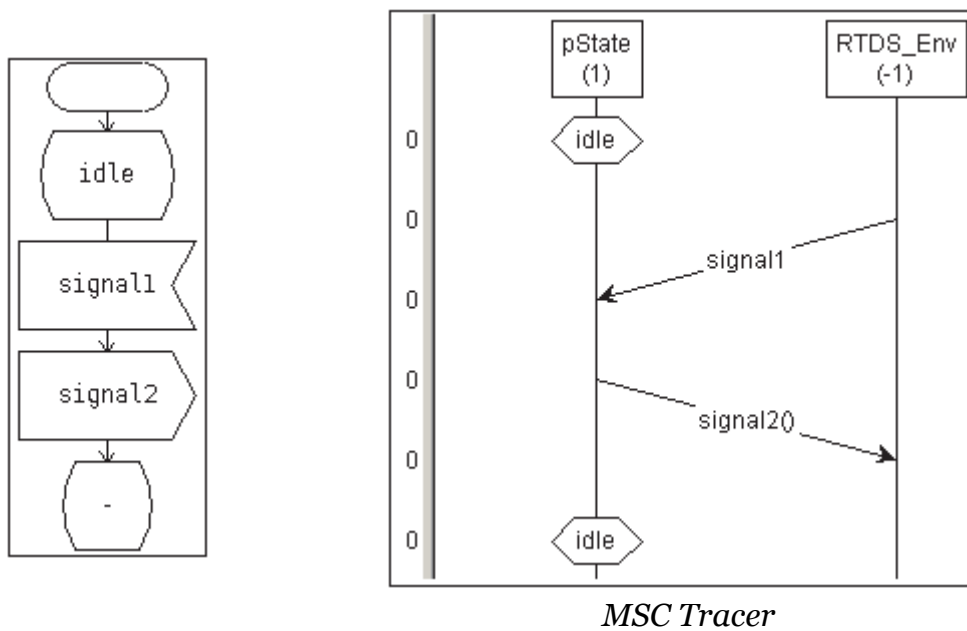 idle
signal1
signal2
-
pState
(1)
RTDS_Env
(-1)
0
idle
0
signal1
0
0
signal2()
0
0
idle
MSC Tracer